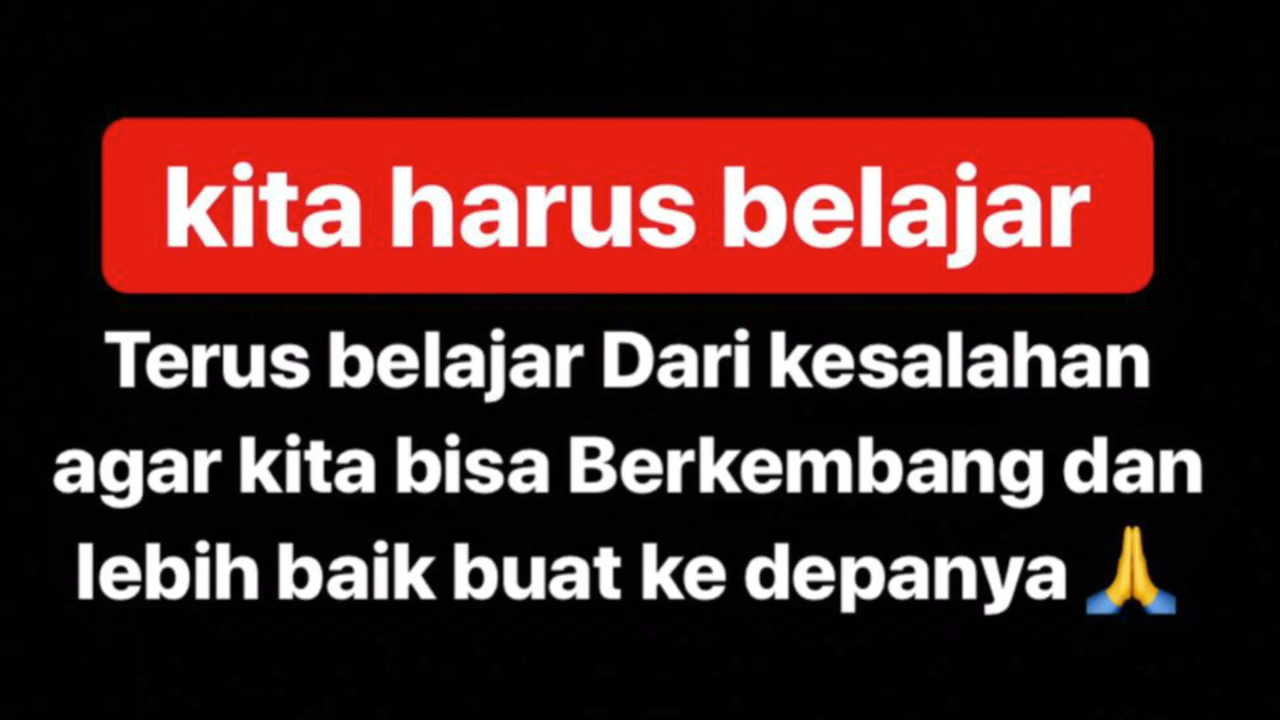 kita harus belajar
Terus belajar Dari kesalahan
agar kita bisa Berkembang dan
lebih baik buat ke depanya 🙏